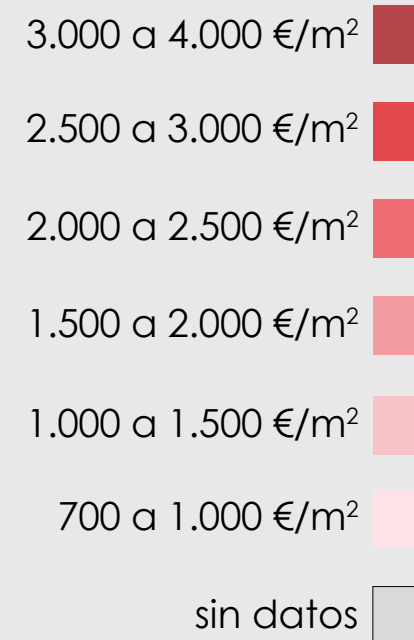 3.000 a 4.000 €/m²
2.500 a 3.000 €/m²
2.000 a 2.500 €/m²
1.500 a 2.000 €/m²
1.000 a 1.500 €/m²
700 a 1.000 €/m²
sin datos